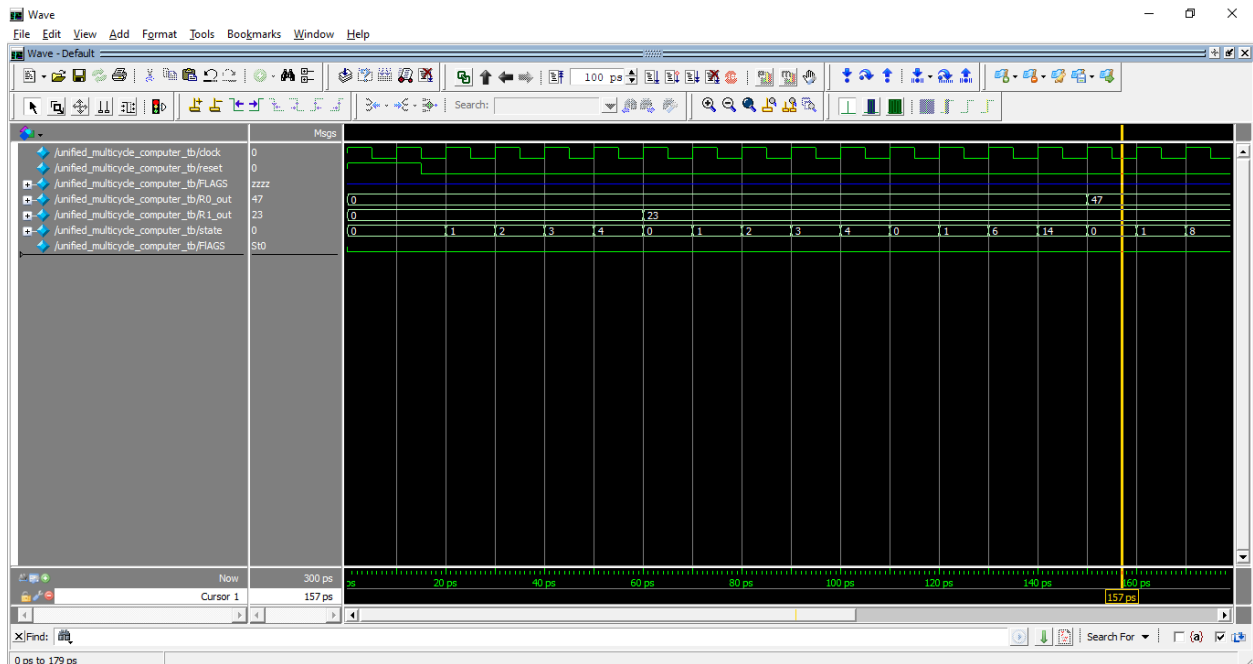 Wave
File Edit View Add Format Tools Bookmarks Window Help
Wave - Default
100 ps
Search:
Msgs
/unified_multicycle_computer_tb/clock 0
/unified_multicycle_computer_tb/reset 0
/unified_multicycle_computer_tb/FLAGS zzzz
/unified_multicycle_computer_tb/R0_out 47 0 47
/unified_multicycle_computer_tb/R1_out 23 0 23
/unified_multicycle_computer_tb/state 0 0 1 2 3 4 0 1 2 3 4 0 1 6 14 0 1 8
/unified_multicycle_computer_tb/FlAGS St0
Now 300 ps ps 20 ps 40 ps 60 ps 80 ps 100 ps 120 ps 140 ps 160 ps
Cursor 1 157 ps 157 ps
Find: Search For (a)
0 ps to 179 ps